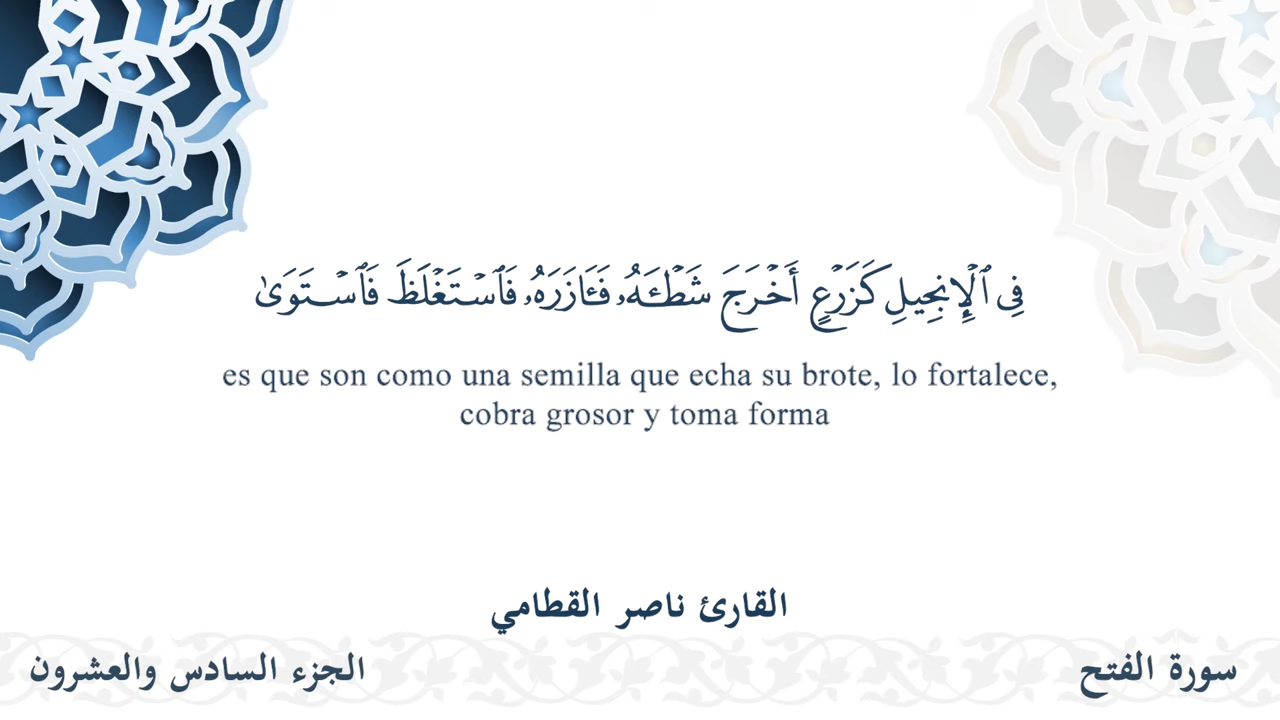 فِى ٱلْإِنجِيلِ كَزَرْعٍ أَخْرَجَ شَطْـَٔهُۥ فَـَٔازَرَهُۥ فَٱسْتَغْلَظَ فَٱسْتَوَىٰ
es que son como una semilla que echa su brote, lo fortalece,
cobra grosor y toma forma
القارئ ناصر القطامي
سورة الفتح
الجزء السادس والعشرون